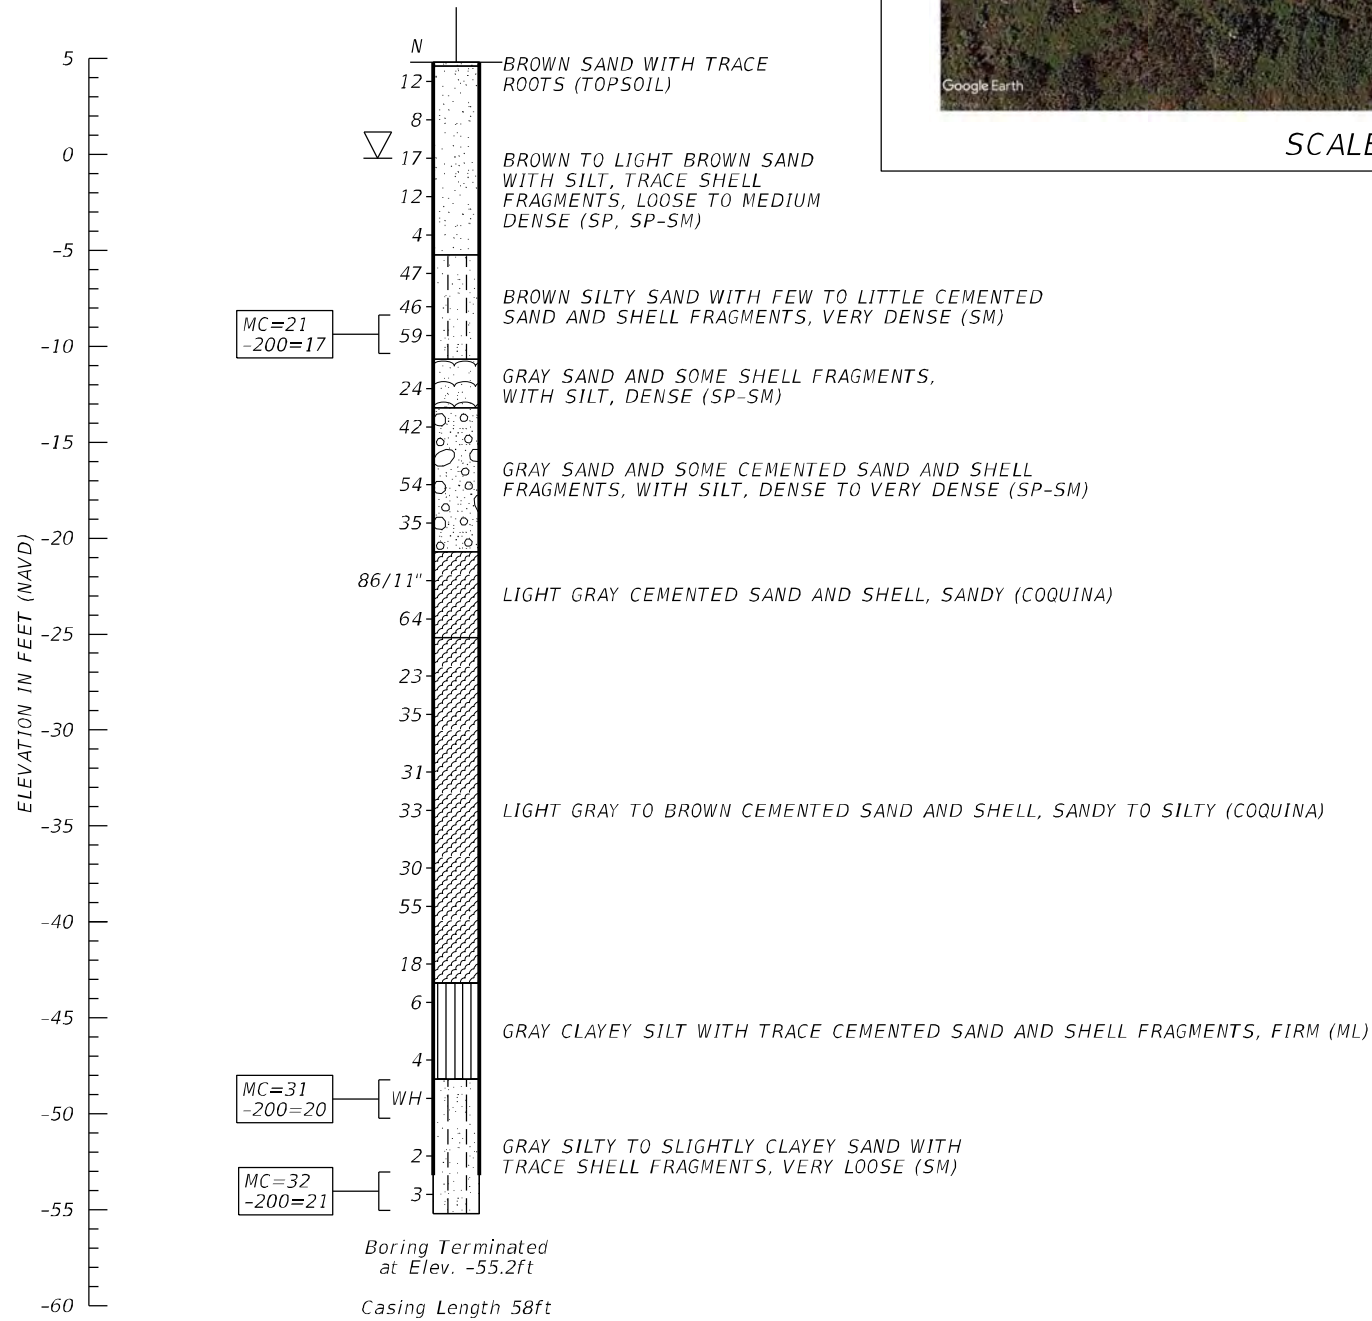 N
5
BROWN SAND WITH TRACE
ROOTS (TOPSOIL)
12
Google Earth
8
SCALE
0
17
BROWN TO LIGHT BROWN SAND
WITH SILT, TRACE SHELL
FRAGMENTS, LOOSE TO MEDIUM
DENSE (SP, SP-SM)
12
4
-5
47
46
BROWN SILTY SAND WITH FEW TO LITTLE CEMENTED
SAND AND SHELL FRAGMENTS, VERY DENSE (SM)
MC=21
-200=17
59
-10
GRAY SAND AND SOME SHELL FRAGMENTS,
WITH SILT, DENSE (SP-SM)
24
42
-15
GRAY SAND AND SOME CEMENTED SAND AND SHELL
FRAGMENTS, WITH SILT, DENSE TO VERY DENSE (SP-SM)
54
35
-20
86/11"
LIGHT GRAY CEMENTED SAND AND SHELL, SANDY (COQUINA)
64
-25
ELEVATION IN FEET (NAVD)
23
35
-30
31
33
LIGHT GRAY TO BROWN CEMENTED SAND AND SHELL, SANDY TO SILTY (COQUINA)
-35
30
55
-40
18
6
-45
GRAY CLAYEY SILT WITH TRACE CEMENTED SAND AND SHELL FRAGMENTS, FIRM (ML)
4
MC=31
-200=20
WH
-50
GRAY SILTY TO SLIGHTLY CLAYEY SAND WITH
TRACE SHELL FRAGMENTS, VERY LOOSE (SM)
2
MC=32
-200=21
3
-55
Boring Terminated
at Elev. -55.2ft
-60
Casing Length 58ft